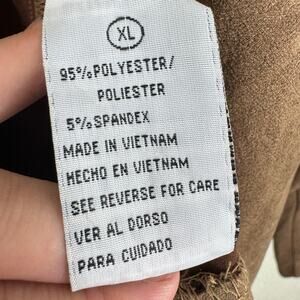 XL
95% POLYESTER/
POLIESTER
5% SPANDEX
MADE IN VIETNAM
HECHO EN VIETNAM
SEE REVERSE FOR CARE
VER AL DORSO
PARA CUIDADO